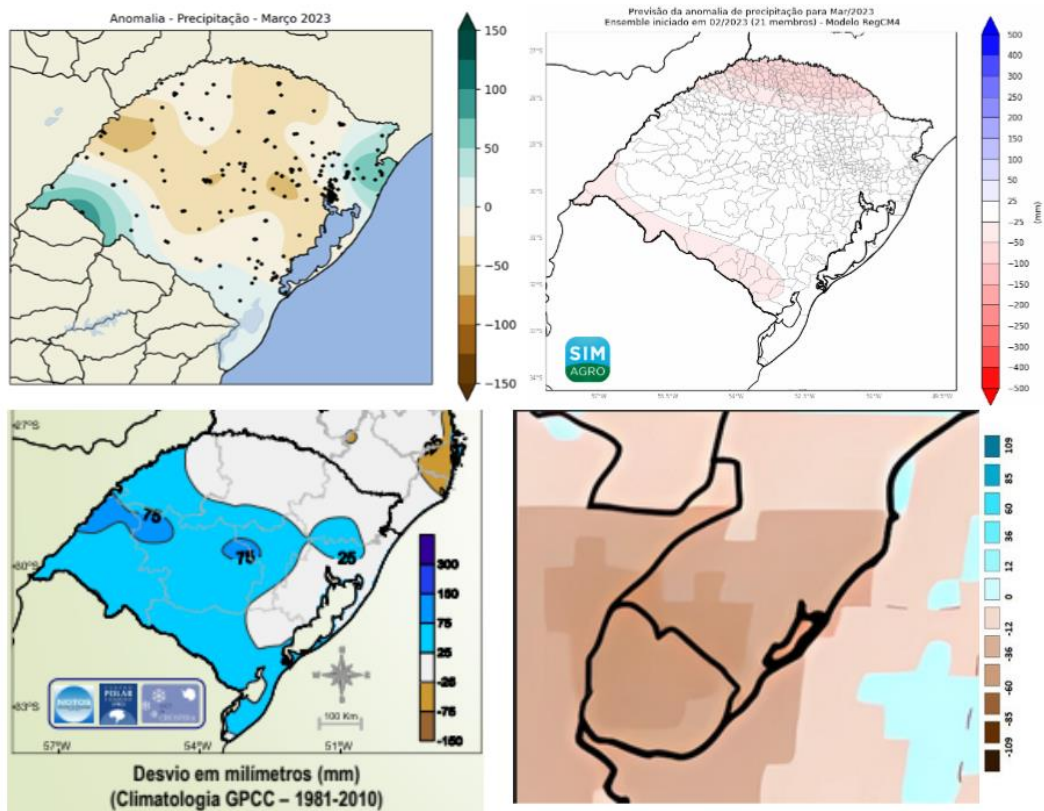 Anomalia - Precipitação - Março 2023
150
100
50
0
−50
−100
−150
Previsão da anomalia de precipitação para Mar/2023
Ensemble iniciado em 02/2023 (21 membros) - Modelo RegCM4
500
400
300
200
150
100
50
25
−25
−50
−100
−150
−200
−300
−400
−500
(mm)
SIM
AGRO
27°S
30°S
33°S
57°W
54°W
51°W
75
75
25
300
150
75
25
-25
-75
-150
100 Km
NOTOS
POLAR
Desvio em milímetros (mm)
(Climatologia GPCC – 1981-2010)
109
85
60
36
12
0
-12
-36
-60
-85
-109